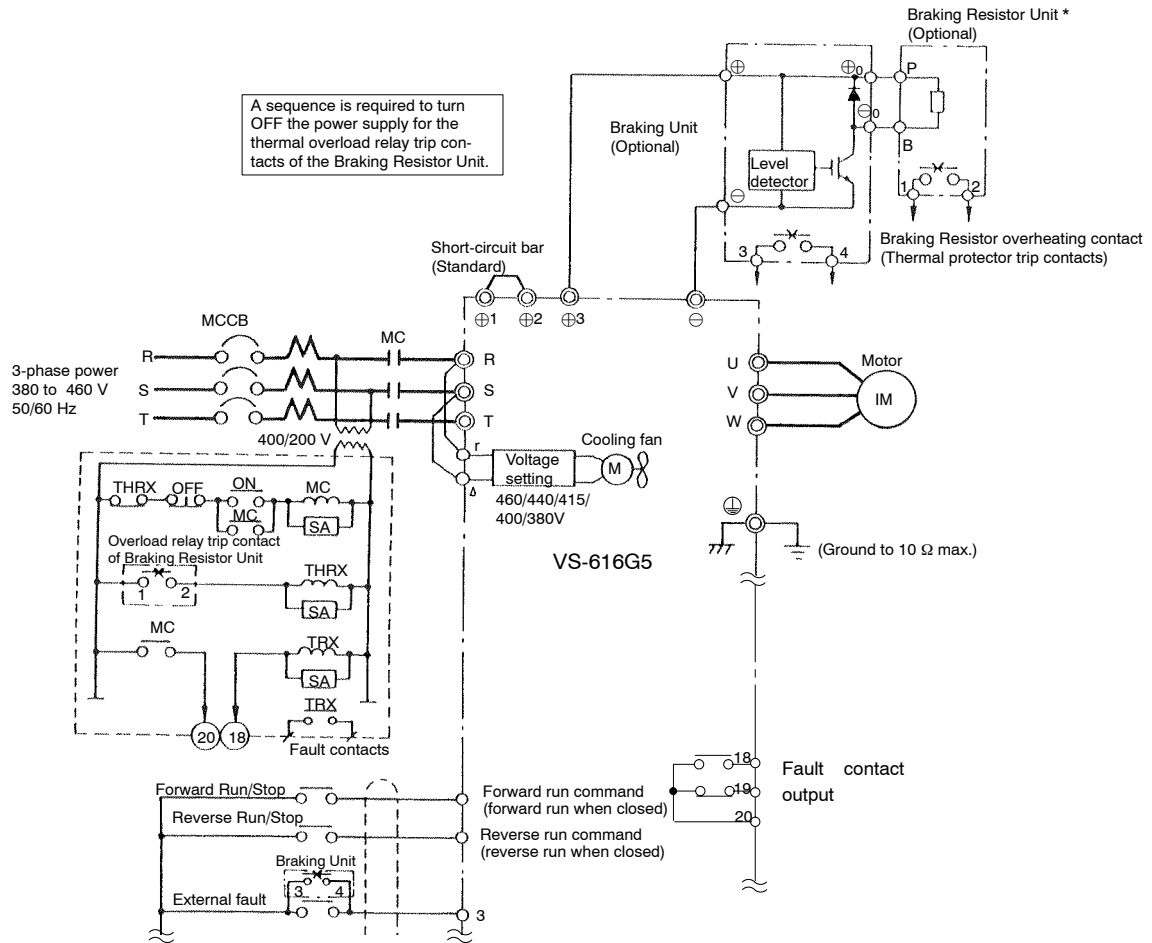 Braking Resistor Unit *
(Optional)
A sequence is required to turn
OFF the power supply for the
thermal overload relay trip con-
tacts of the Braking Resistor Unit.
Braking Unit
(Optional)
⊕
⊕0
P
⊖0
B
Level
detector
⊖
1
2
3
4
Braking Resistor overheating contact
(Thermal protector trip contacts)
Short-circuit bar
(Standard)
⊕1
⊕2
⊕3
⊖
MCCB
MC
3-phase power
380 to 460 V
50/60 Hz
R
S
T
R
S
T
U
V
W
Motor
IM
400/200 V
r
Voltage
setting
Cooling fan
M
460/440/415/
400/380V
THRX
OFF
ON
MC
MC
SA
Overload relay trip contact
of Braking Resistor Unit
1
2
THRX
SA
MC
TRX
SA
TRX
20
18
Fault contacts
VS-616G5
(Ground to 10 Ω max.)
18
19
20
Fault contact
output
Forward Run/Stop
Forward run command
(forward run when closed)
Reverse Run/Stop
Reverse run command
(reverse run when closed)
Braking Unit
3
4
External fault
3